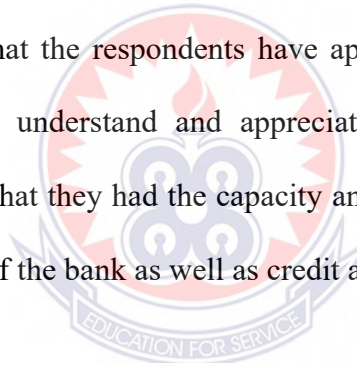 hat the respondents have ap
understand and appreciat
hat they had the capacity an
f the bank as well as credit a
EDUCATION FOR SERVICE